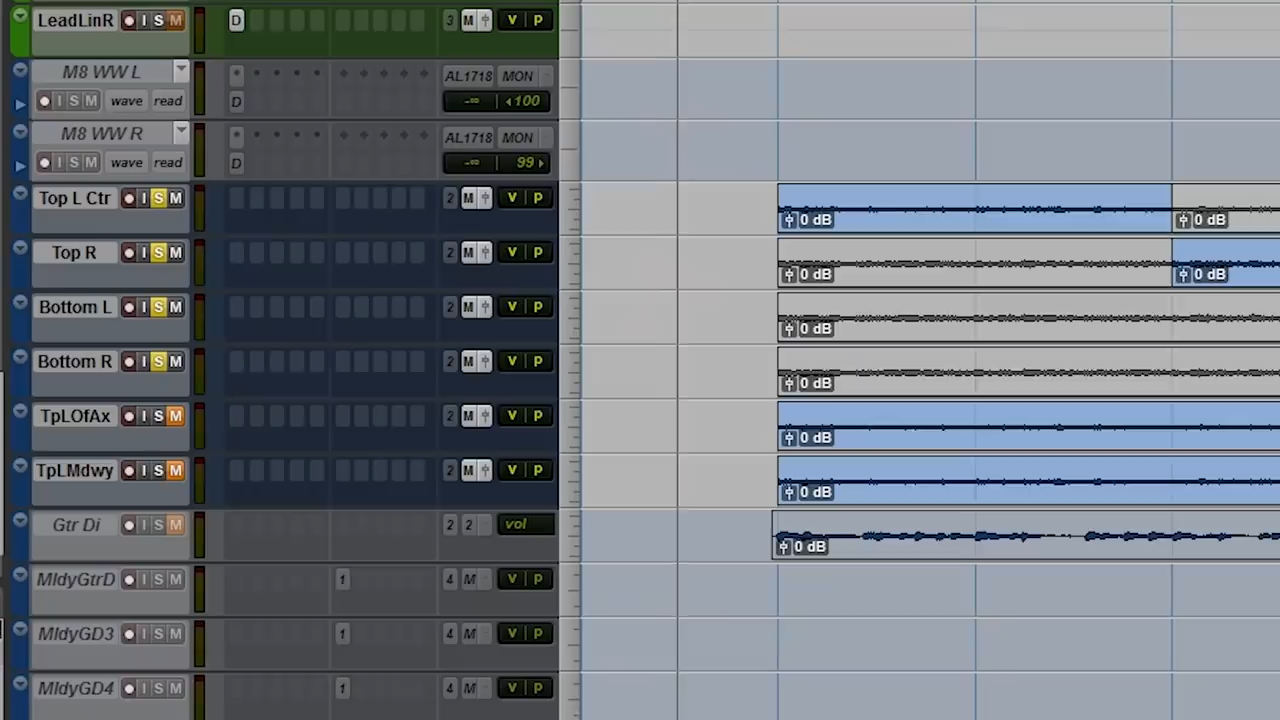 LeadLinR I S M D 3 M V P
M8 WW L AL1718 MON
I S M wave read D -∞ 100
M8 WW R AL1718 MON
I S M wave read D -∞ 99
Top L Ctr I S M 2 M V P
0 dB 0 dB
Top R I S M 2 M V P
0 dB 0 dB
Bottom L I S M 2 M V P
0 dB
Bottom R I S M 2 M V P
0 dB
TpLOfAx I S M 2 M V P
0 dB
TpLMdwy I S M 2 M V P
0 dB
Gtr Di I S M 2 2 vol
0 dB
MldyGtrD I S M 1 4 M V P
MldyGD3 I S M 1 4 M V P
MldyGD4 I S M 1 4 M V P